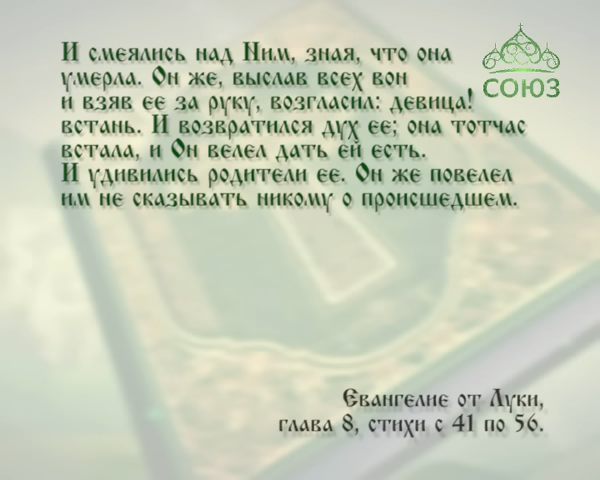 И смеялись над Ним, зная, что она
умерла. Он же, выслав всех вон
и взяв ее за руку, возгласил: девица!
встань. И возвратился дух ее; она тотчас
встала, и Он велел дать ей есть.
И удивились родители ее. Он же повелел
им не сказывать никому о происшедшем.
СОЮЗ
Евангелие от Луки,
глава 8, стихи с 41 по 56.